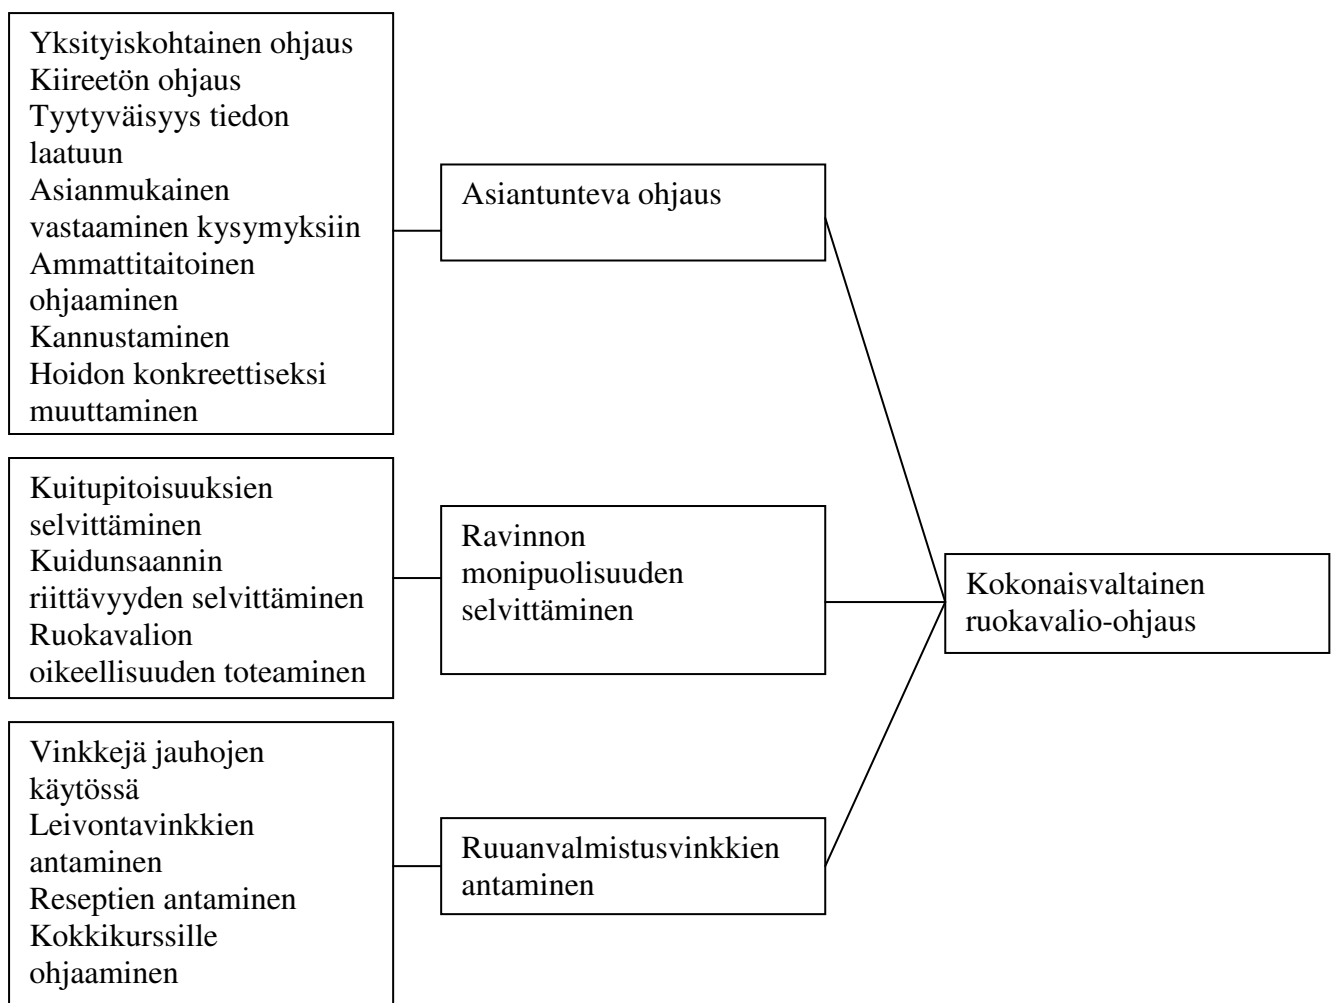 Yksityiskohtainen ohjaus
Kiireetön ohjaus
Tyytyväisyys tiedon
laatuun
Asianmukainen
vastaaminen kysymyksiin
Ammattitaitoinen
ohjaaminen
Kannustaminen
Hoidon konkreettiseksi
muuttaminen
Asiantunteva ohjaus
Kuitupitoisuuksien
selvittäminen
Kuidunsaannin
riittävyyden selvittäminen
Ruokavalion
oikeellisuuden toteaminen
Ravinnon
monipuolisuuden
selvittäminen
Kokonaisvaltainen
ruokavalio-ohjaus
Vinkkejä jauhojen
käytössä
Leivontavinkkien
antaminen
Reseptien antaminen
Kokkikurssille
ohjaaminen
Ruuanvalmistusvinkkien
antaminen